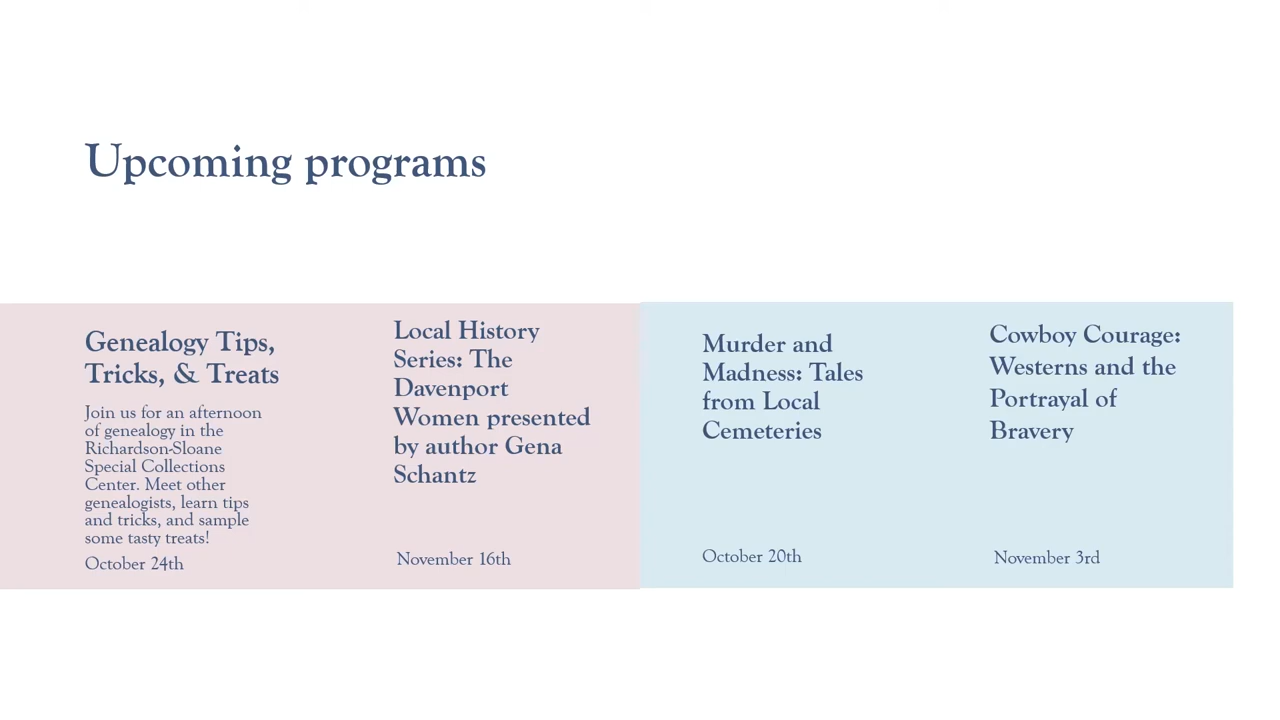 Upcoming programs
Genealogy Tips,
Tricks, & Treats
Join us for an afternoon
of genealogy in the
Richardson-Sloane
Special Collections
Center. Meet other
genealogists, learn tips
and tricks, and sample
some tasty treats!
October 24th
Local History
Series: The
Davenport
Women presented
by author Gena
Schantz
November 16th
Murder and
Madness: Tales
from Local
Cemeteries
October 20th
Cowboy Courage:
Westerns and the
Portrayal of
Bravery
November 3rd